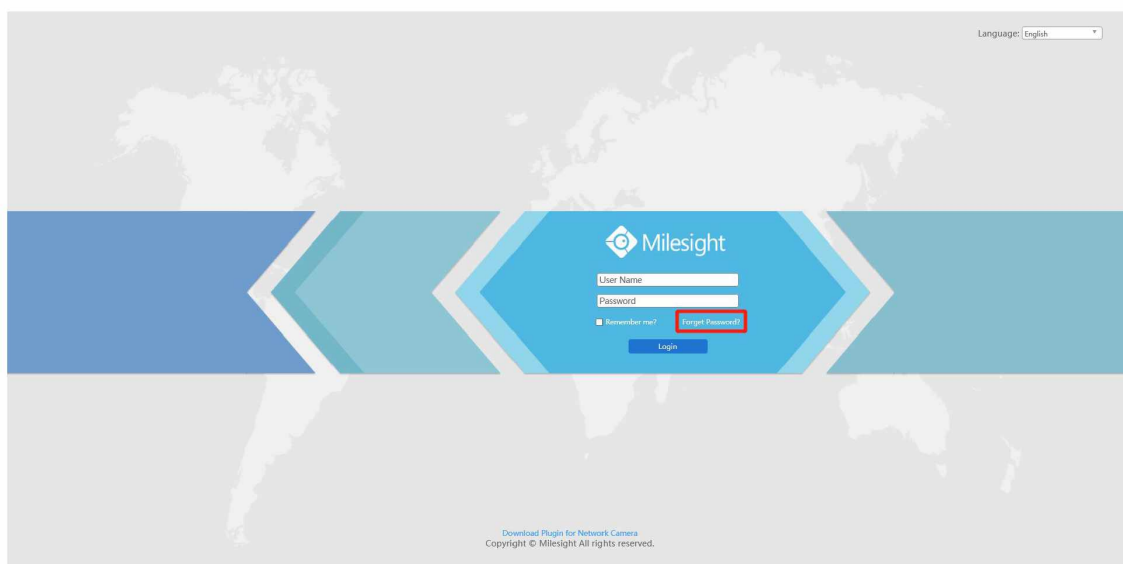 Language: English
Milesight
User Name
Password
Remember me? Forget Password?
Login
Download Plugin for Network Camera
Copyright © Milesight All rights reserved.